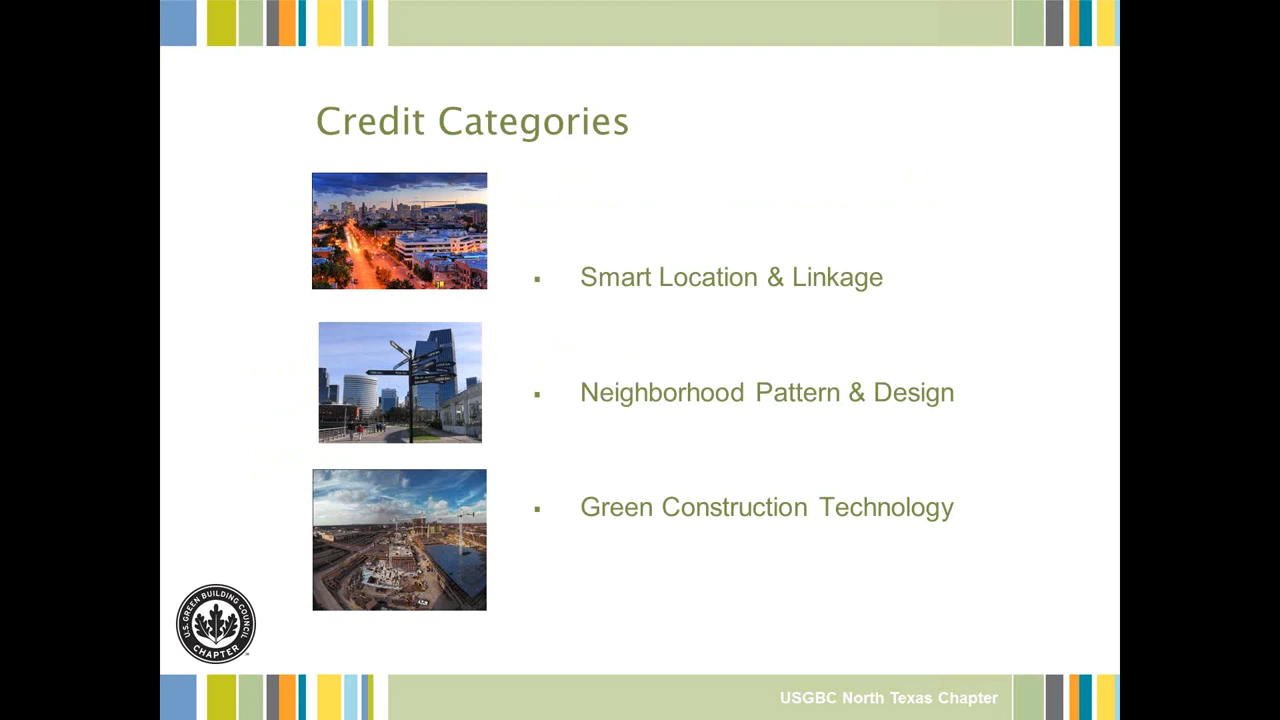 Credit Categories
▪ Smart Location & Linkage
▪ Neighborhood Pattern & Design
▪ Green Construction Technology
U.S. GREEN BUILDING COUNCIL
CHAPTER
USGBC North Texas Chapter